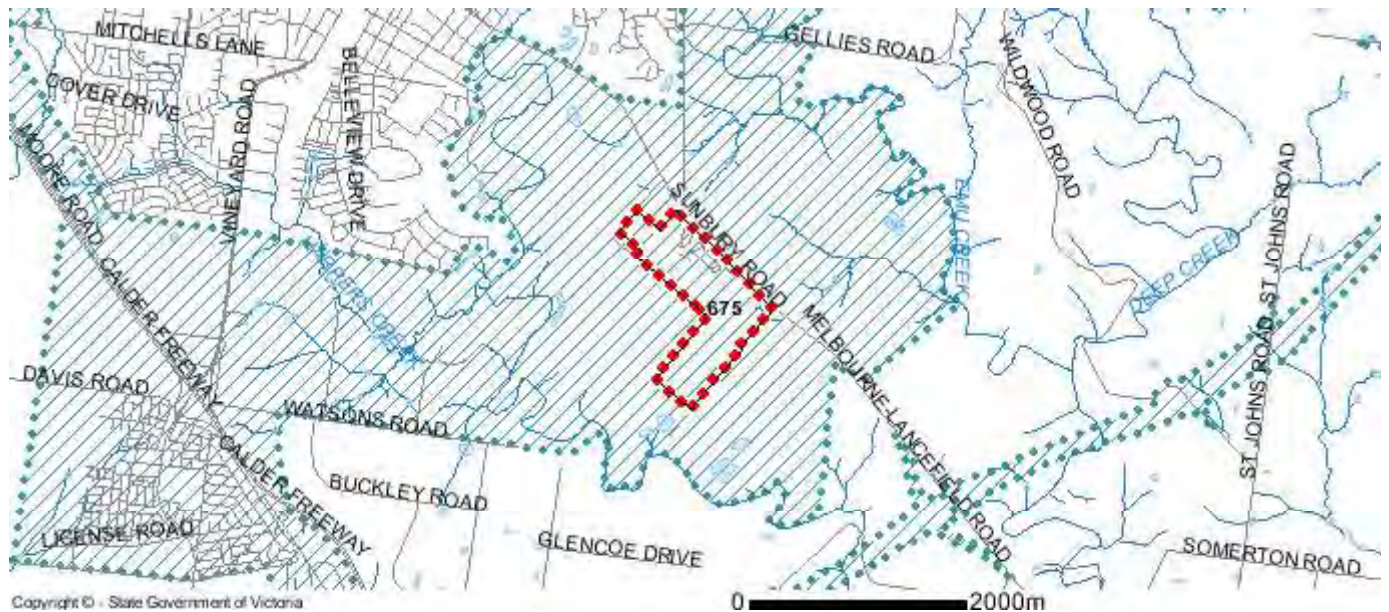 MITCHELLS LANE
GELLIES ROAD
COVER DRIVE
BELLEVIEW DRIVE
WILDWOOD ROAD
MOORE ROAD
VINEYARD ROAD
SUNBURY ROAD
EMU CREEK
ST JOHNS ROAD
DEEP CREEK
HARPERS CREEK
CALDER FREEWAY
675
MELBOURNE-LANCEFIELD ROAD
DAVIS ROAD
WATSONS ROAD
ST JOHNS ROAD
CALDER FREEWAY
BUCKLEY ROAD
LICENSE ROAD
GLENCOE DRIVE
SOMERTON ROAD
Copyright © - State Government of Victoria
0 2000m